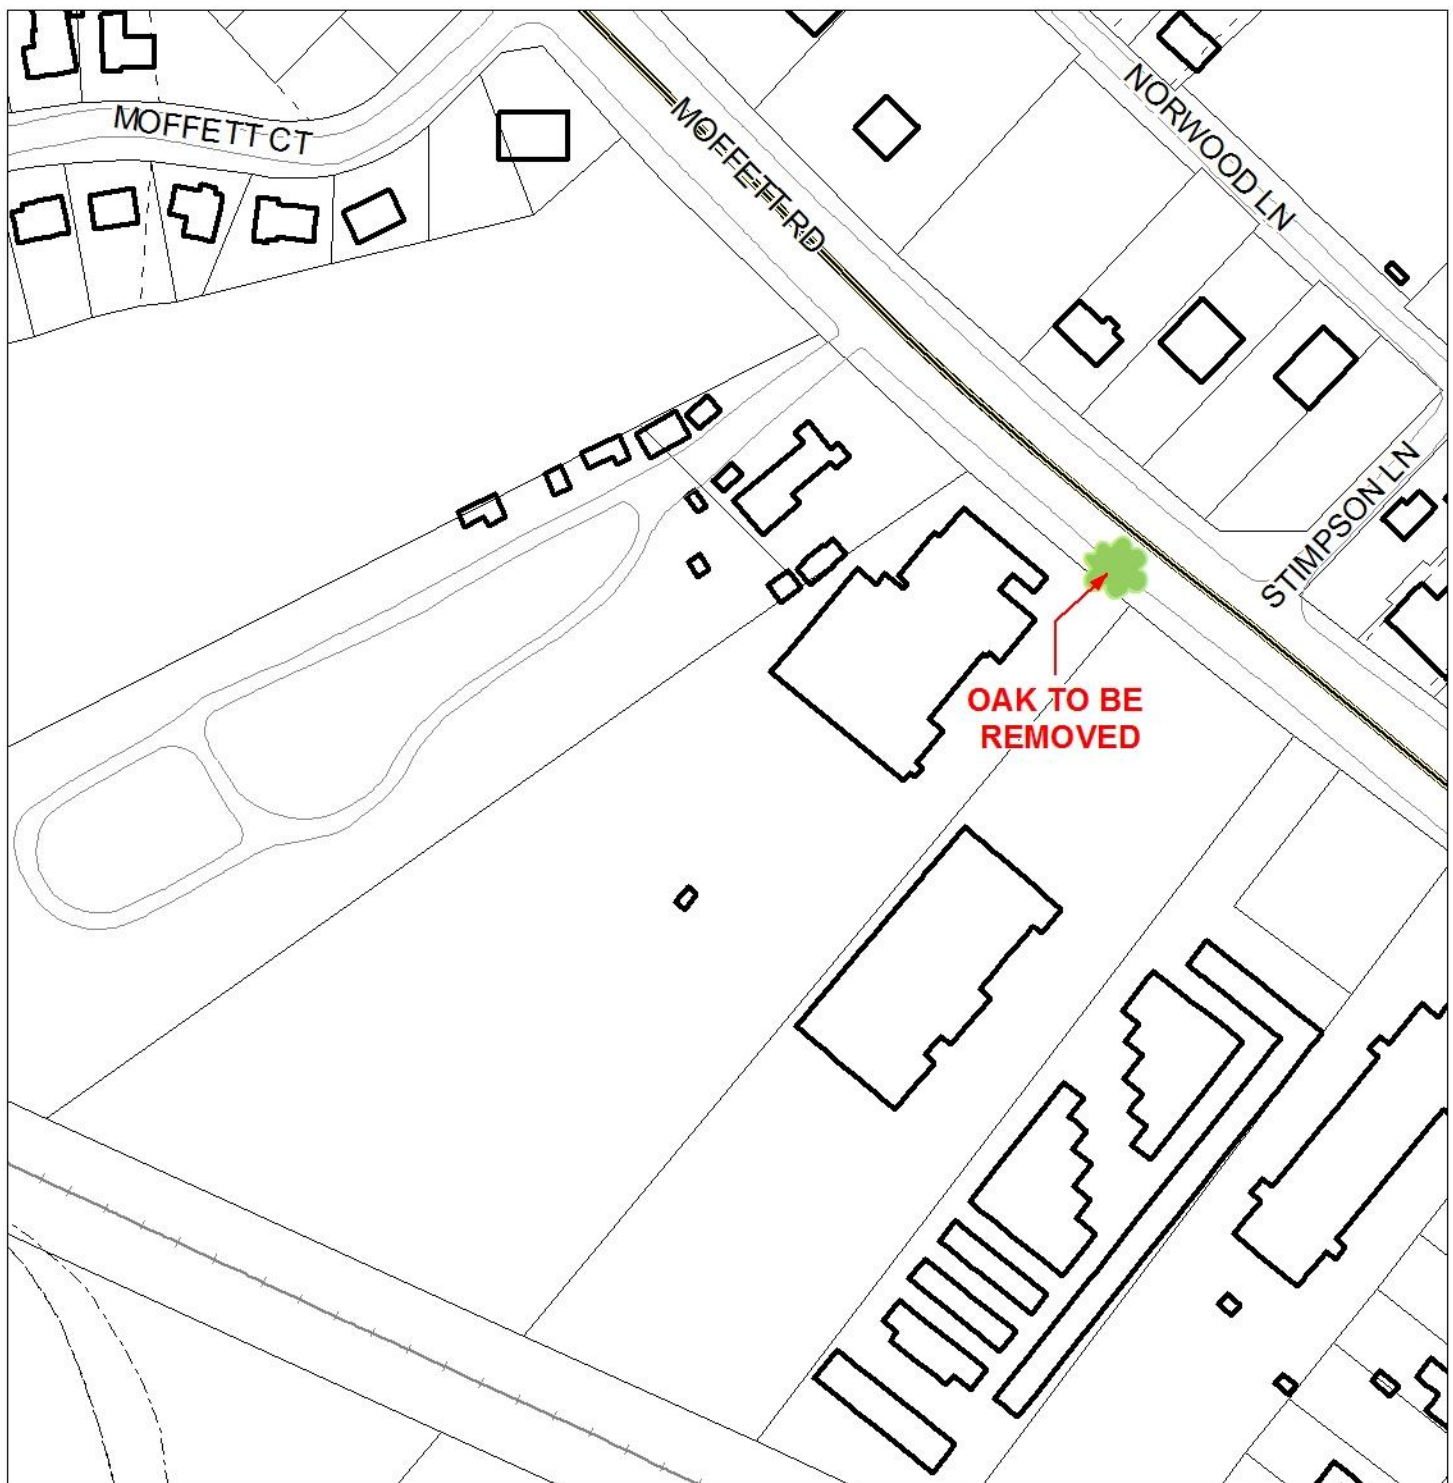 MOFFETT CT
MOFFETT RD
NORWOOD LN
STIMPSON LN
OAK TO BE
REMOVED